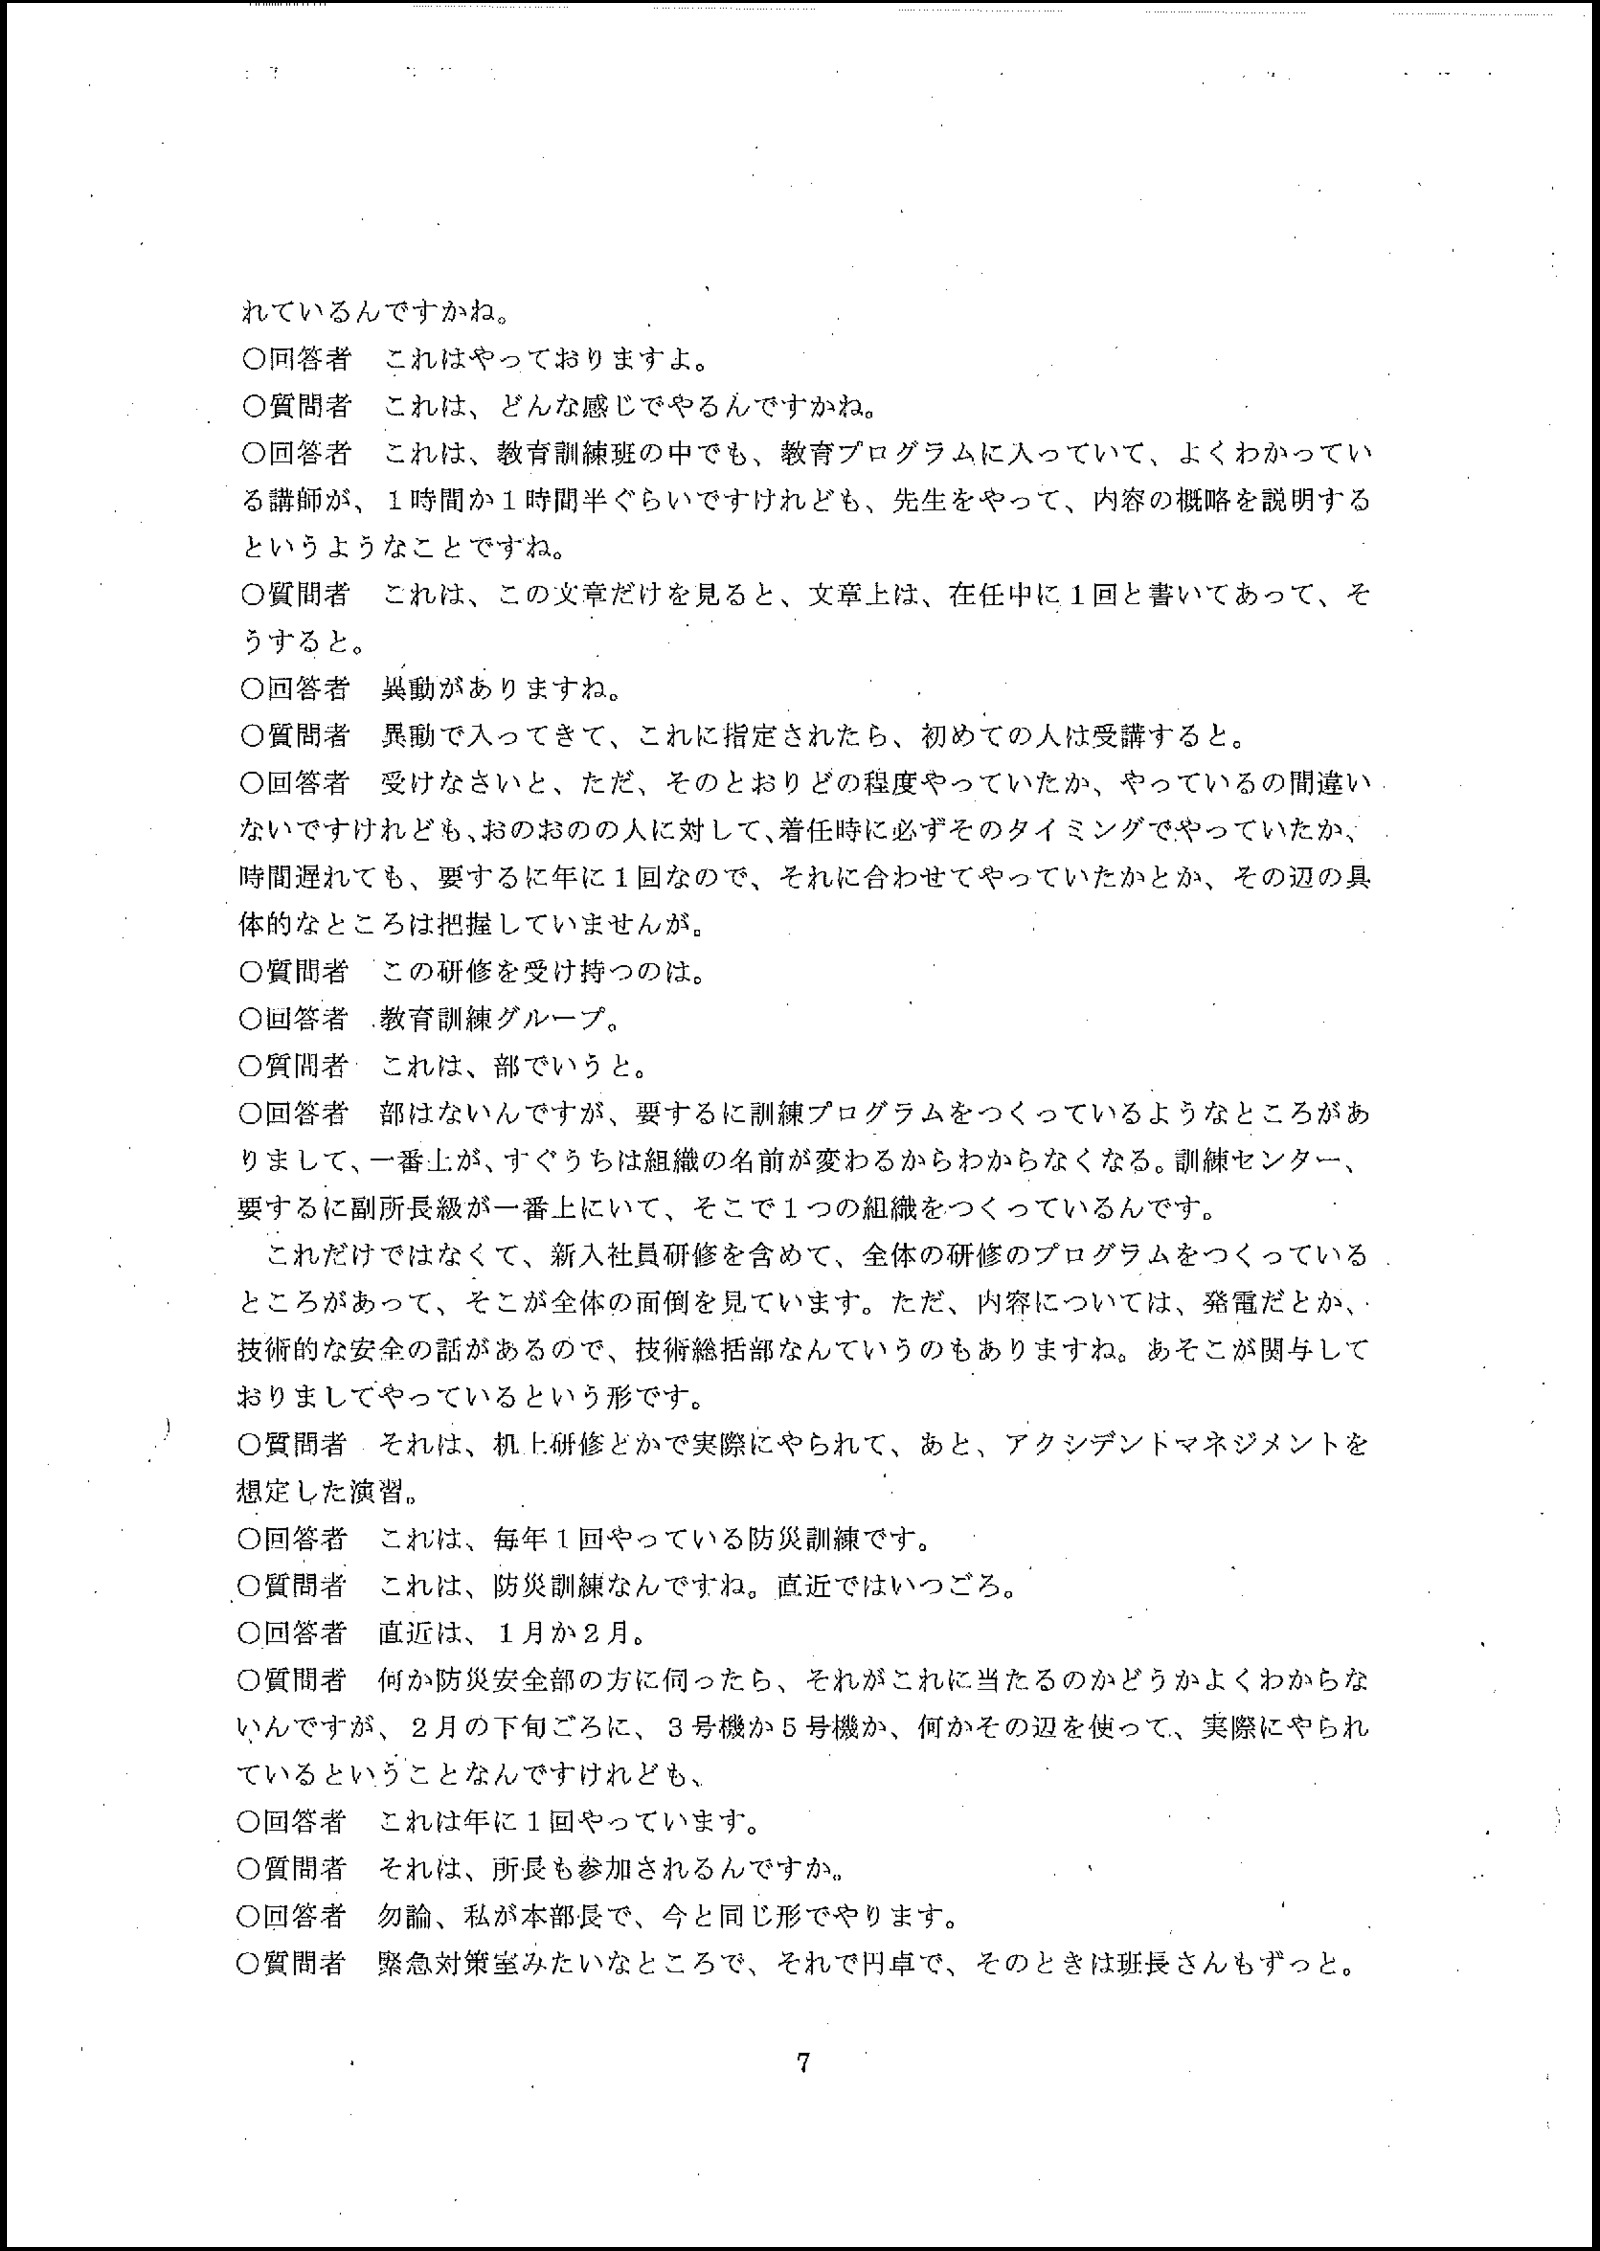 れているんですかね。
○回答者　これはやっておりますよ。
○質問者　これは、どんな感じでやるんですかね。
○回答者　これは、教育訓練班の中でも、教育プログラムに入っていて、よくわかってい
る講師が、１時間か１時間半ぐらいですけれども、先生をやって、内容の概略を説明する
というようなことですね。
○質問者　これは、この文章だけを見ると、文章上は、在任中に１回と書いてあって、そ
うすると。
○回答者　異動がありますね。
○質問者　異動で入ってきて、これに指定されたら、初めての人は受講すると。
○回答者　受けなさいと、ただ、そのとおりどの程度やっていたか、やっているの間違い
ないですけれども、おのおのの人に対して、着任時に必ずそのタイミングでやっていたか、
時間遅れても、要するに年に１回なので、それに合わせてやっていたかとか、その辺の具
体的なところは把握していませんが。
○質問者　この研修を受け持つのは。
○回答者　教育訓練グループ。
○質問者　これは、部でいうと。
○回答者　部はないんですが、要するに訓練プログラムをつくっているようなところがあ
りまして、一番上が、すぐうちは組織の名前が変わるからわからなくなる。訓練センター、
要するに副所長級が一番上にいて、そこで１つの組織をつくっているんです。
　これだけではなくて、新入社員研修を含めて、全体の研修のプログラムをつくっている
ところがあって、そこが全体の面倒を見ています。ただ、内容については、発電だとか、
技術的な安全の話があるので、技術総括部なんていうのもありますね。あそこが関与して
おりましてやっているという形です。
○質問者　それは、机上研修とかで実際にやられて、あと、アクシデントマネジメントを
想定した演習。
○回答者　これは、毎年１回やっている防災訓練です。
○質問者　これは、防災訓練なんですね。直近ではいつごろ。
○回答者　直近は、１月か２月。
○質問者　何か防災安全部の方に伺ったら、それがこれに当たるのかどうかよくわからな
いんですが、２月の下旬ごろに、３号機か５号機か、何かその辺を使って、実際にやられ
ているということなんですけれども、
○回答者　これは年に１回やっています。
○質問者　それは、所長も参加されるんですか。
○回答者　勿論、私が本部長で、今と同じ形でやります。
○質問者　緊急対策室みたいなところで、それで円卓で、そのときは班長さんもずっと。
7